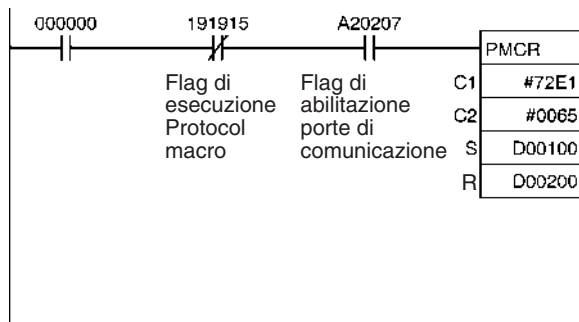 000000 191915 A20207
PMCR
Flag di esecuzione Protocol macro
Flag di abilitazione porte di comunicazione
C1 #72E1
C2 #0065
S D00100
R D00200